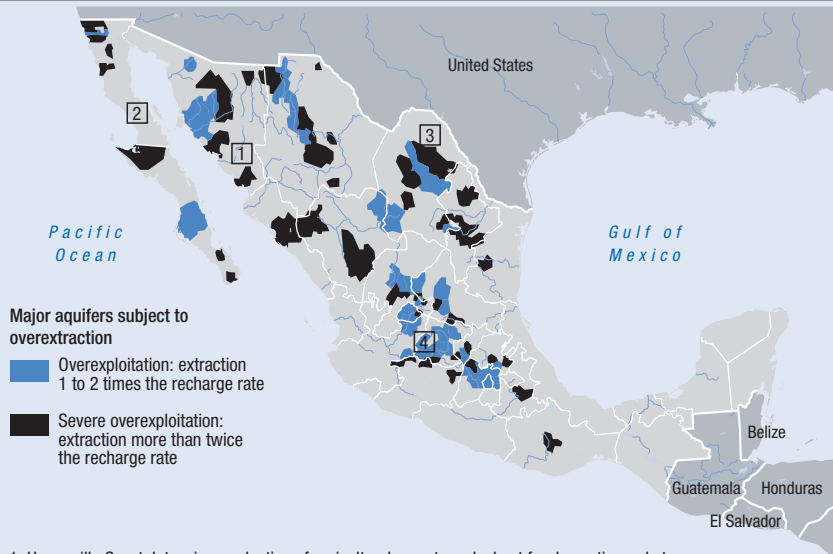 United States
3
2
1
Pacific
Ocean
Gulf of
Mexico
Major aquifers subject to
overextraction
Overexploitation: extraction
1 to 2 times the recharge rate
4
Severe overexploitation:
extraction more than twice
the recharge rate
Belize
Guatemala
Honduras
El Salvador